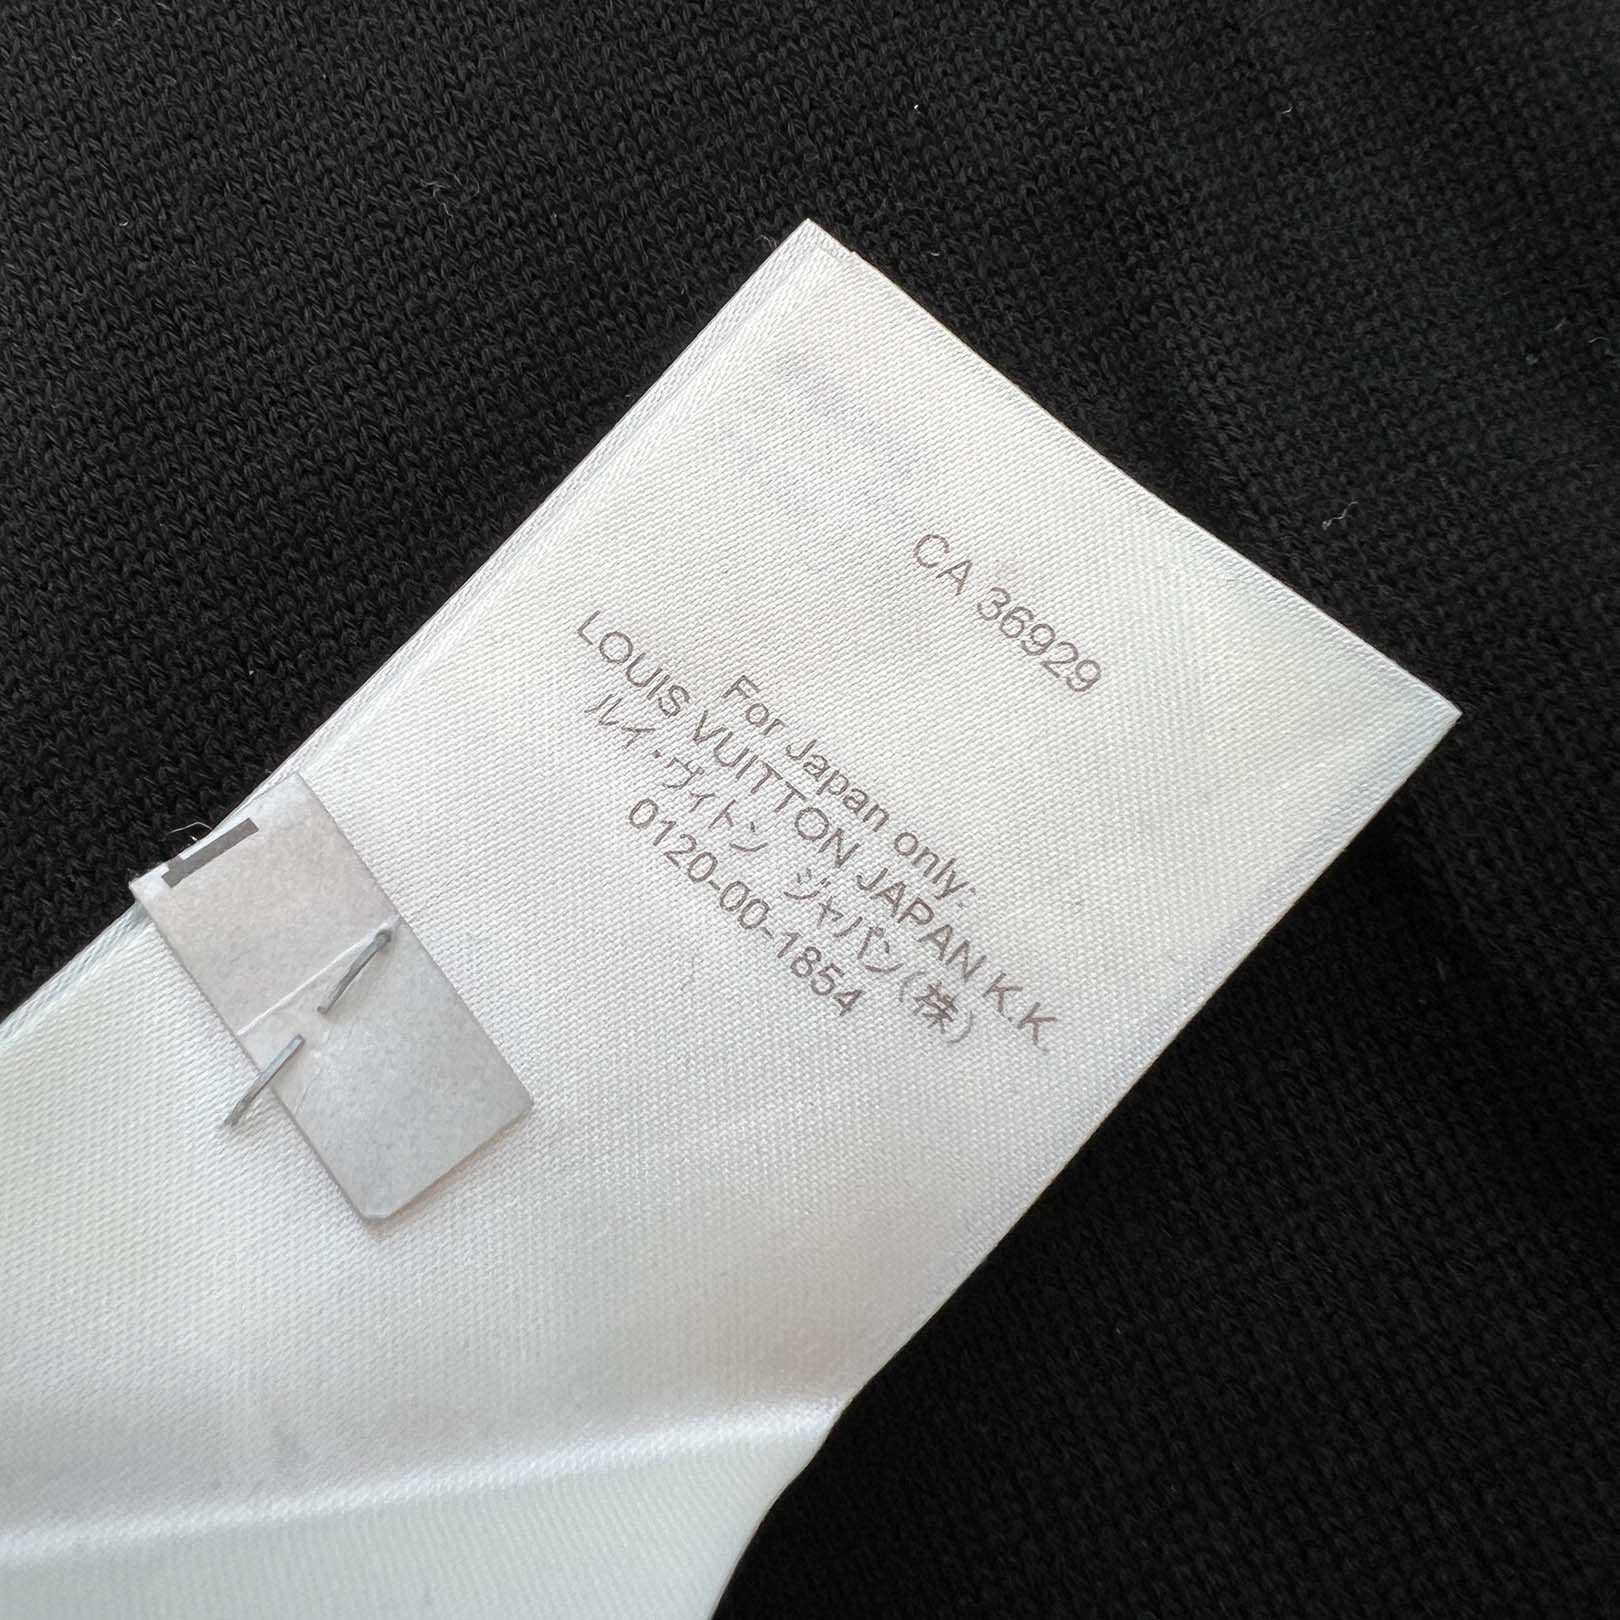 CA 36929
For Japan only:
LOUIS VUITTON JAPAN K.K.
ルイ・ヴィトン ジャパン(株)
0120-00-1854